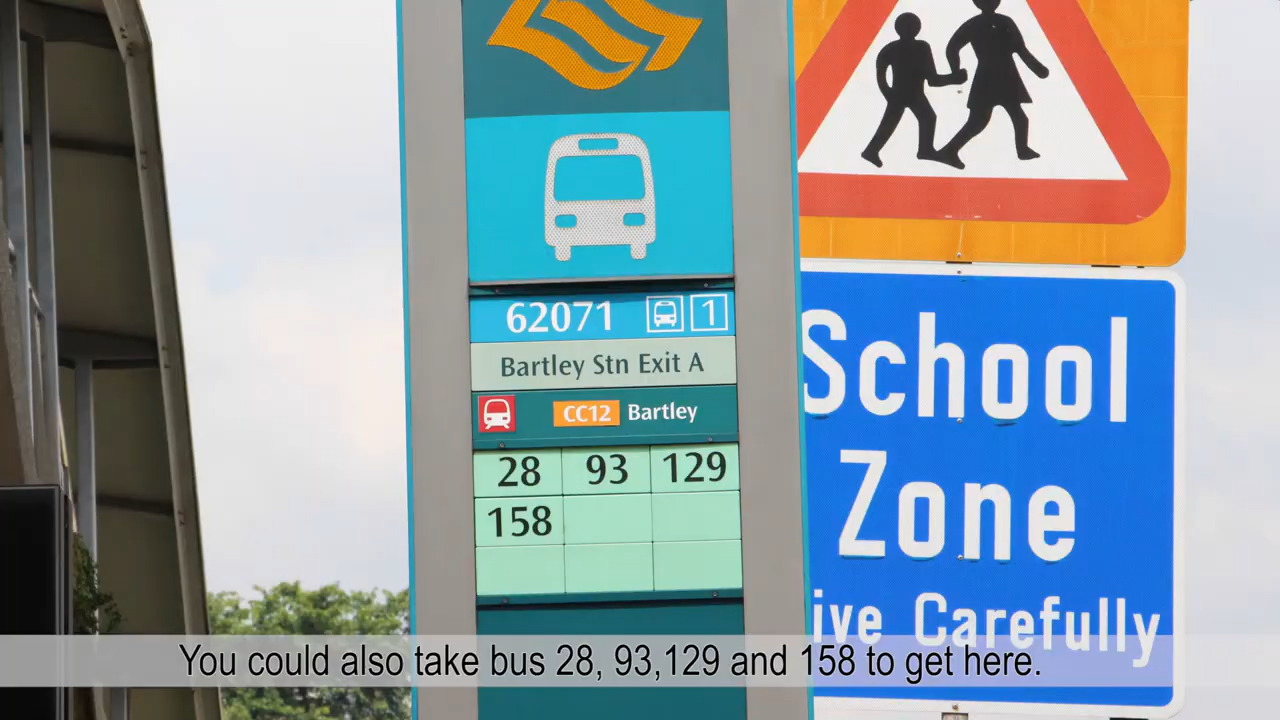 62071 1
Bartley Stn Exit A
CC12 Bartley
28 93 129
158
School
Zone
ive Carefully
You could also take bus 28, 93,129 and 158 to get here.